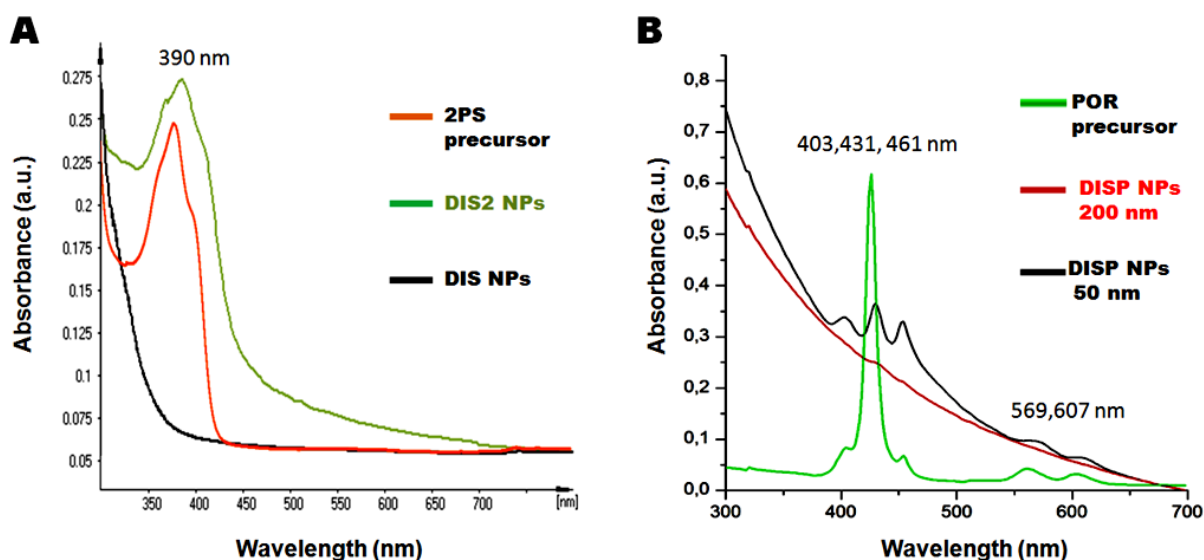 A
390 nm
0.275
0.25
0.225
0.2
0.175
0.15
0.125
0.1
0.075
0.05
Absorbance (a.u.)
2PS
precursor
DIS2 NPs
DIS NPs
350 400 450 500 550 600 650 700 [nm]
Wavelength (nm)
B
0,8
0,7
0,6
0,5
0,4
0,3
0,2
0,1
0,0
Absorbance (a.u.)
403,431, 461 nm
POR
precursor
DISP NPs
200 nm
DISP NPs
50 nm
569,607 nm
300 400 500 600 700
Wavelength (nm)